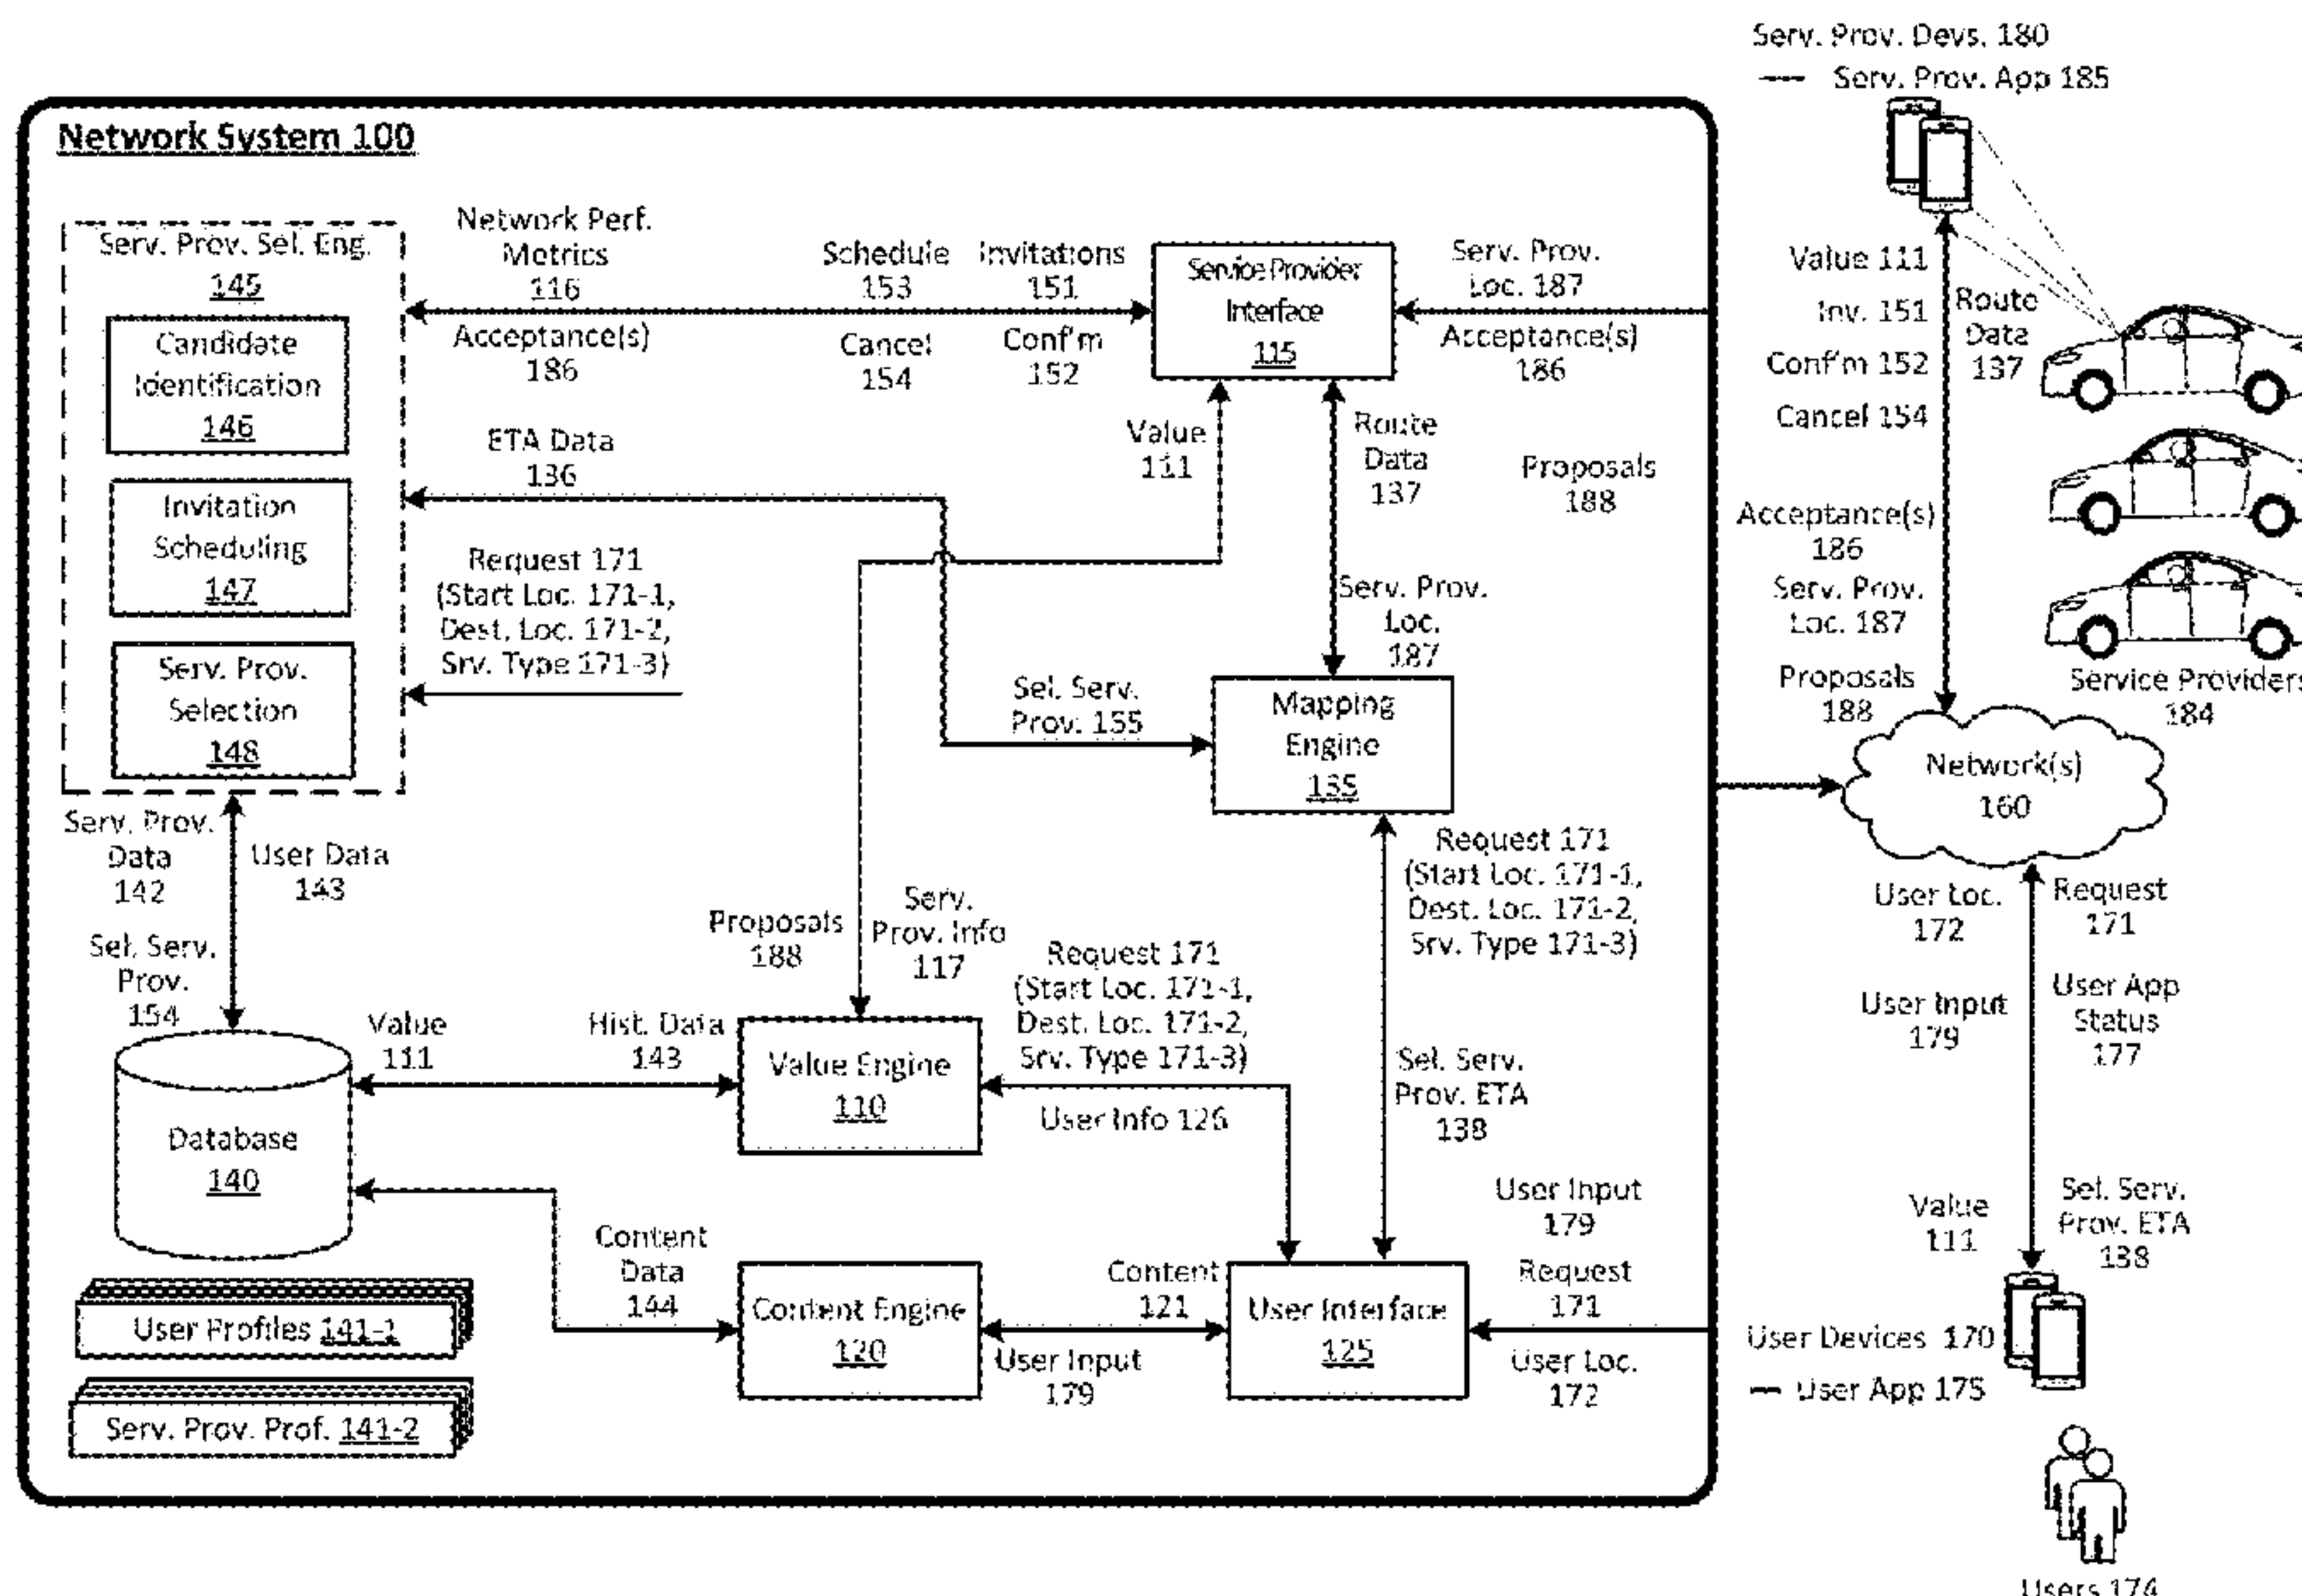 Serv. Prov. Devs. 180
— Serv. Prov. App 185
Network System 100
Serv. Prov. Sel. Eng.
145
Candidate
Identification
146
Invitation
Scheduling
147
Serv. Prov.
Selection
148
Network Perf.
Metrics
116
Acceptance(s)
186
Schedule
153
Cancel
154
Invitations
151
Conf'm
152
Service Provider
Interface
115
Serv. Prov.
Loc. 187
Acceptance(s)
186
Value 111
Inv. 151
Conf'm 152
Cancel 154
Route
Data
137
ETA Data
136
Value
111
Route
Data
137
Proposals
188
Acceptance(s)
186
Serv. Prov.
Loc. 187
Proposals
188
Service Providers
184
Request 171
(Start Loc. 171-1,
Dest. Loc. 171-2,
Srv. Type 171-3)
Serv. Prov.
Loc.
187
Sel. Serv.
Prov. 155
Mapping
Engine
135
Network(s)
160
Serv. Prov.
Data
142
User Data
143
Sel. Serv.
Prov.
154
Proposals
188
Serv.
Prov. Info
117
Request 171
(Start Loc. 171-1,
Dest. Loc. 171-2,
Srv. Type 171-3)
Request 171
(Start Loc. 171-1,
Dest. Loc. 171-2,
Srv. Type 171-3)
User Loc.
172
Request
171
User Input
179
User App
Status
177
Value
111
Hist. Data
143
Value Engine
110
User Info 126
Sel. Serv.
Prov. ETA
138
Database
140
User Input
179
Value
111
Sel. Serv.
Prov. ETA
138
Content
Data
144
Content Engine
120
Content
121
User Input
179
User Interface
125
Request
171
User Loc.
172
User Devices 170
— User App 175
User Profiles 141-1
Serv. Prov. Prof. 141-2
Users 174